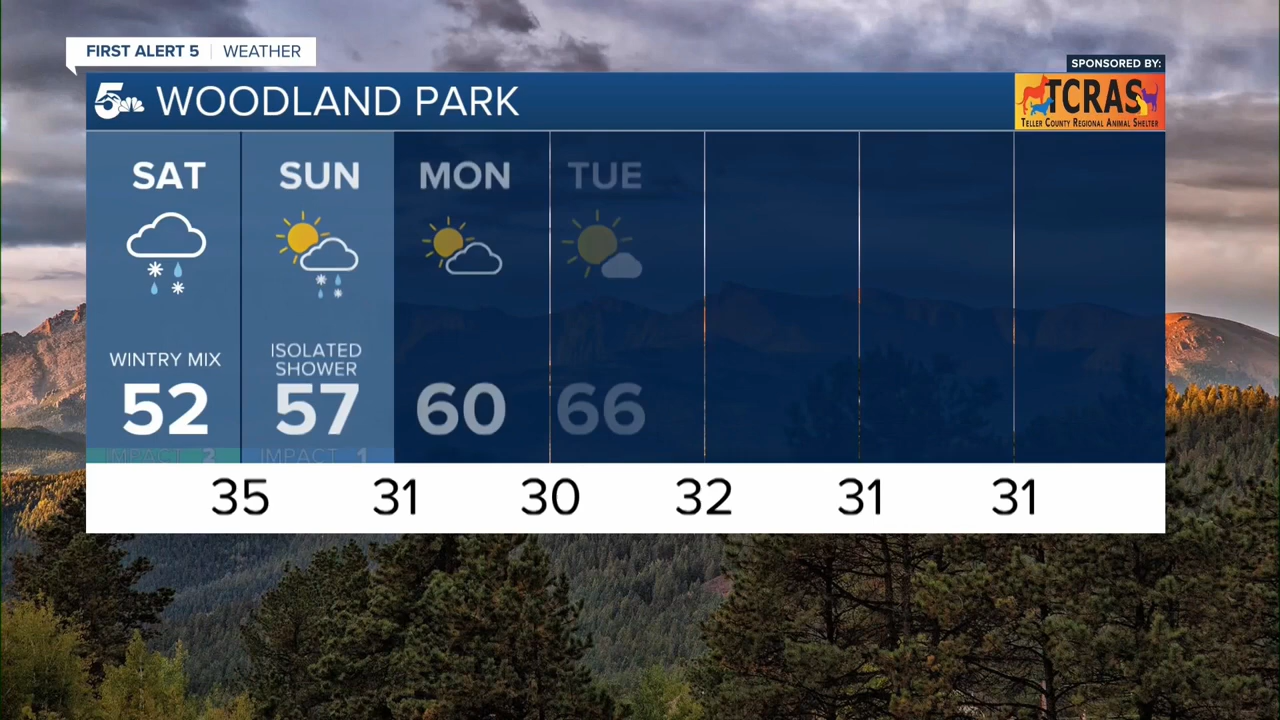 FIRST ALERT 5 | WEATHER
SPONSORED BY:
5 WOODLAND PARK
TCRAS
TELLER COUNTY REGIONAL ANIMAL SHELTER
SAT SUN MON TUE
WINTRY MIX
ISOLATED
SHOWER
52 57 60 66
IMPACT 2 IMPACT 1
35 31 30 32 31 31